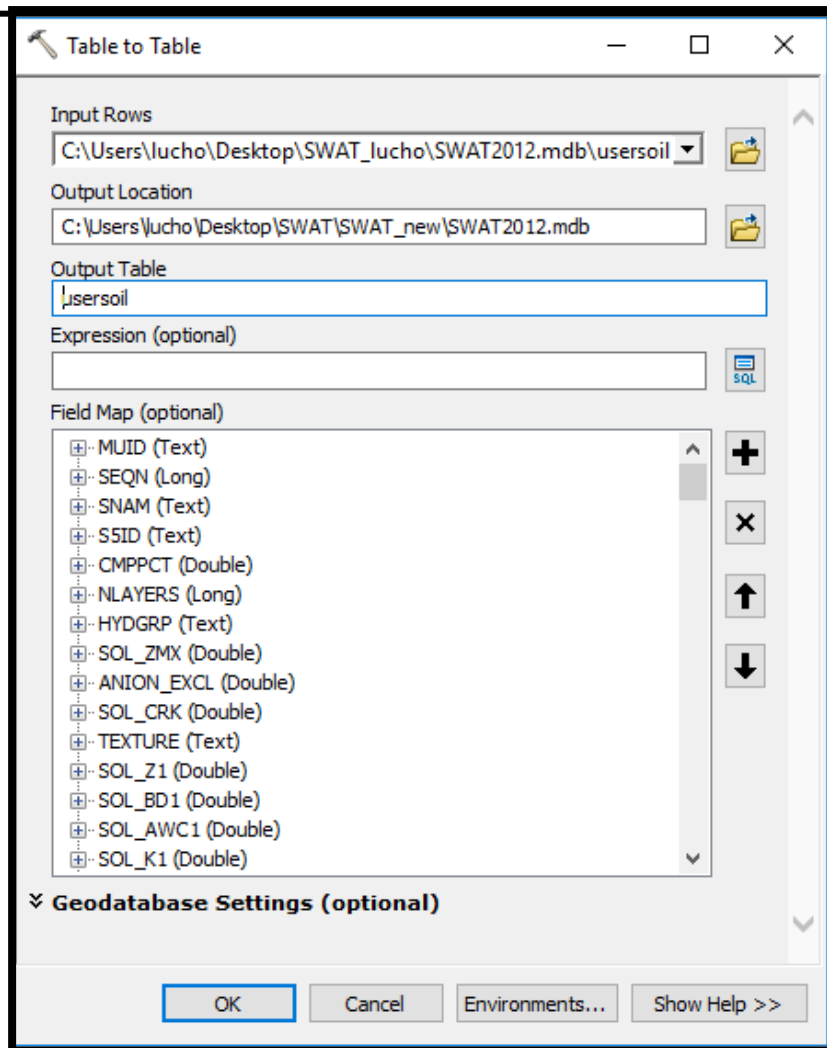 Table to Table
Input Rows
C:\Users\lucho\Desktop\SWAT_lucho\SWAT2012.mdb\usersoil
Output Location
C:\Users\lucho\Desktop\SWAT\SWAT_new\SWAT2012.mdb
Output Table
usersoil
Expression (optional)
SQL
Field Map (optional)
MUID (Text)
SEQN (Long)
SNAM (Text)
S5ID (Text)
CMPPCT (Double)
NLAYERS (Long)
HYDGRP (Text)
SOL_ZMX (Double)
ANION_EXCL (Double)
SOL_CRK (Double)
TEXTURE (Text)
SOL_Z1 (Double)
SOL_BD1 (Double)
SOL_AWC1 (Double)
SOL_K1 (Double)
Geodatabase Settings (optional)
OK Cancel Environments... Show Help >>